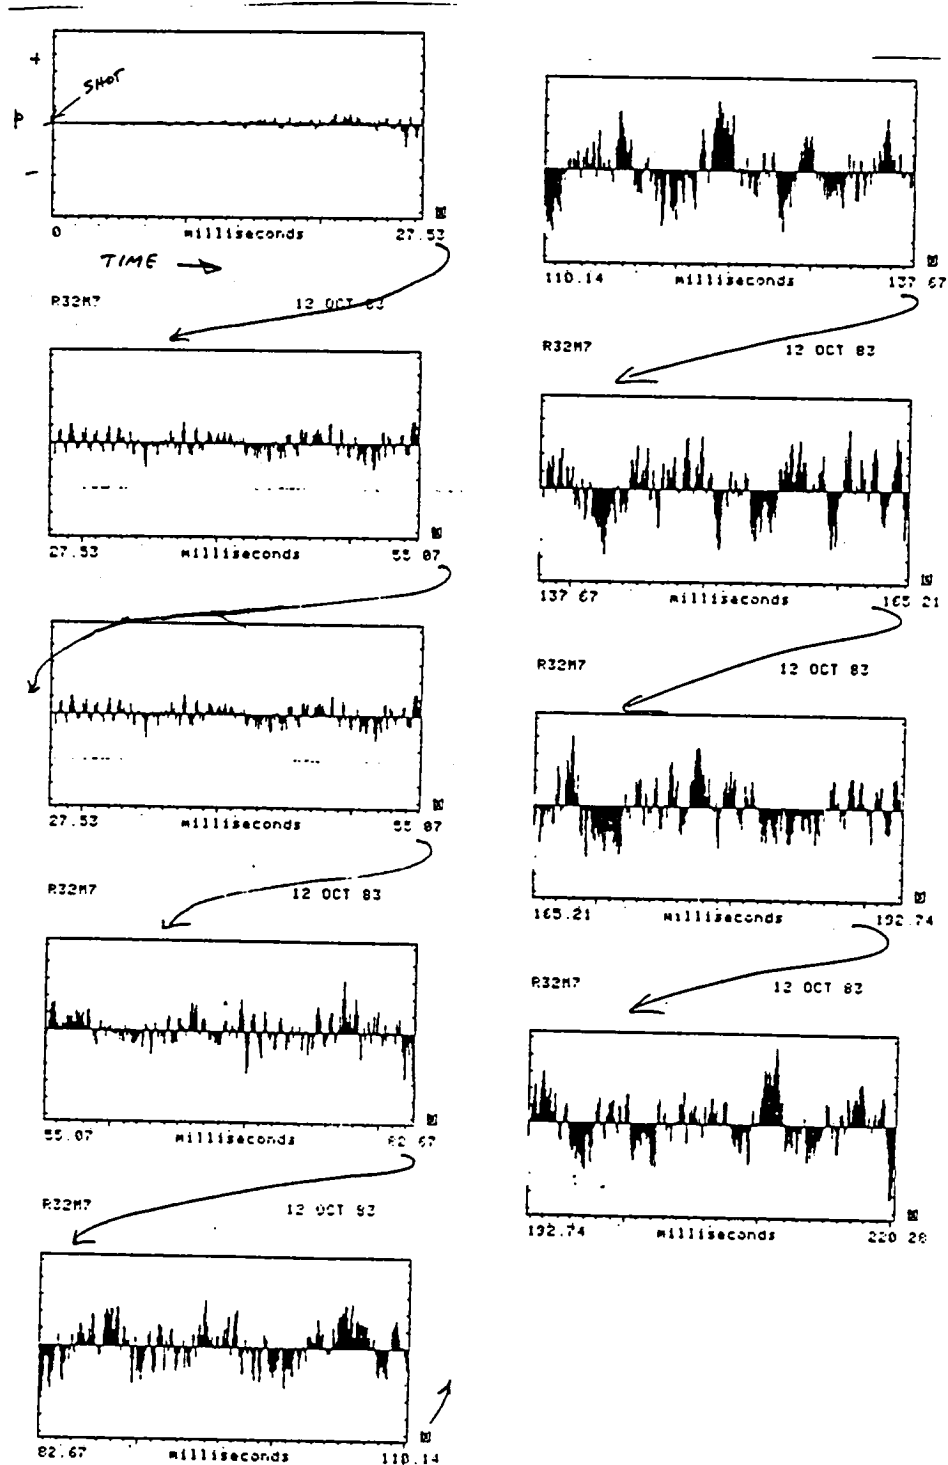 +
SHOT
P
-
0 milliseconds 27.53
TIME →
R32M7 12 OCT 83
27.53 milliseconds 55.07
27.53 milliseconds 55.07
R32M7 12 OCT 83
55.07 milliseconds 82.67
R32M7 12 OCT 83
82.67 milliseconds 110.14
110.14 milliseconds 137.67
R32M7 12 OCT 83
137.67 milliseconds 165.21
R32M7 12 OCT 83
165.21 milliseconds 192.74
R32M7 12 OCT 83
192.74 milliseconds 220.28